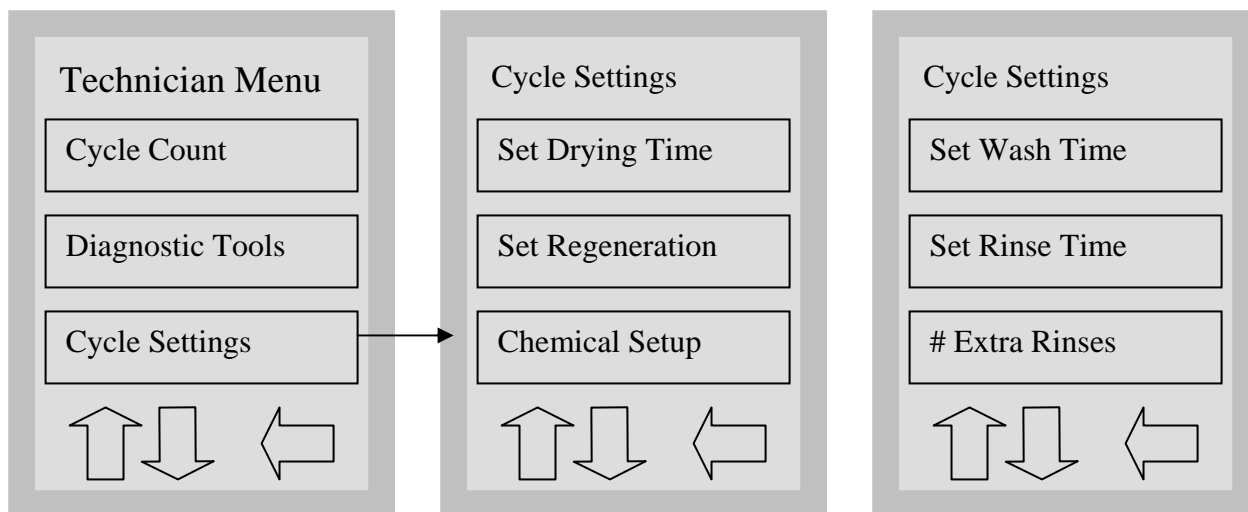 Technician Menu
Cycle Count
Diagnostic Tools
Cycle Settings
Cycle Settings
Set Drying Time
Set Regeneration
Chemical Setup
Cycle Settings
Set Wash Time
Set Rinse Time
# Extra Rinses